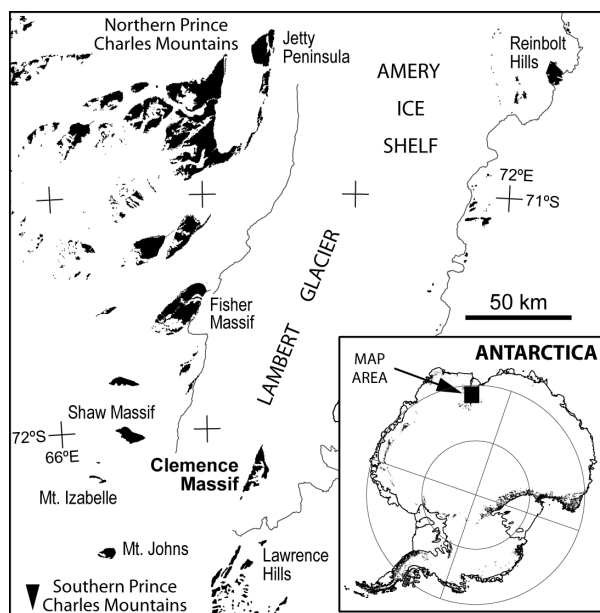 Northern Prince
Charles Mountains
Jetty
Peninsula
AMERY
ICE
SHELF
Reinbolt
Hills
72ºE
71ºS
LAMBERT GLACIER
Fisher
Massif
50 km
ANTARCTICA
MAP
AREA
Shaw Massif
72ºS
66ºE
Clemence
Massif
Mt. Izabelle
Mt. Johns
Lawrence
Hills
Southern Prince
Charles Mountains